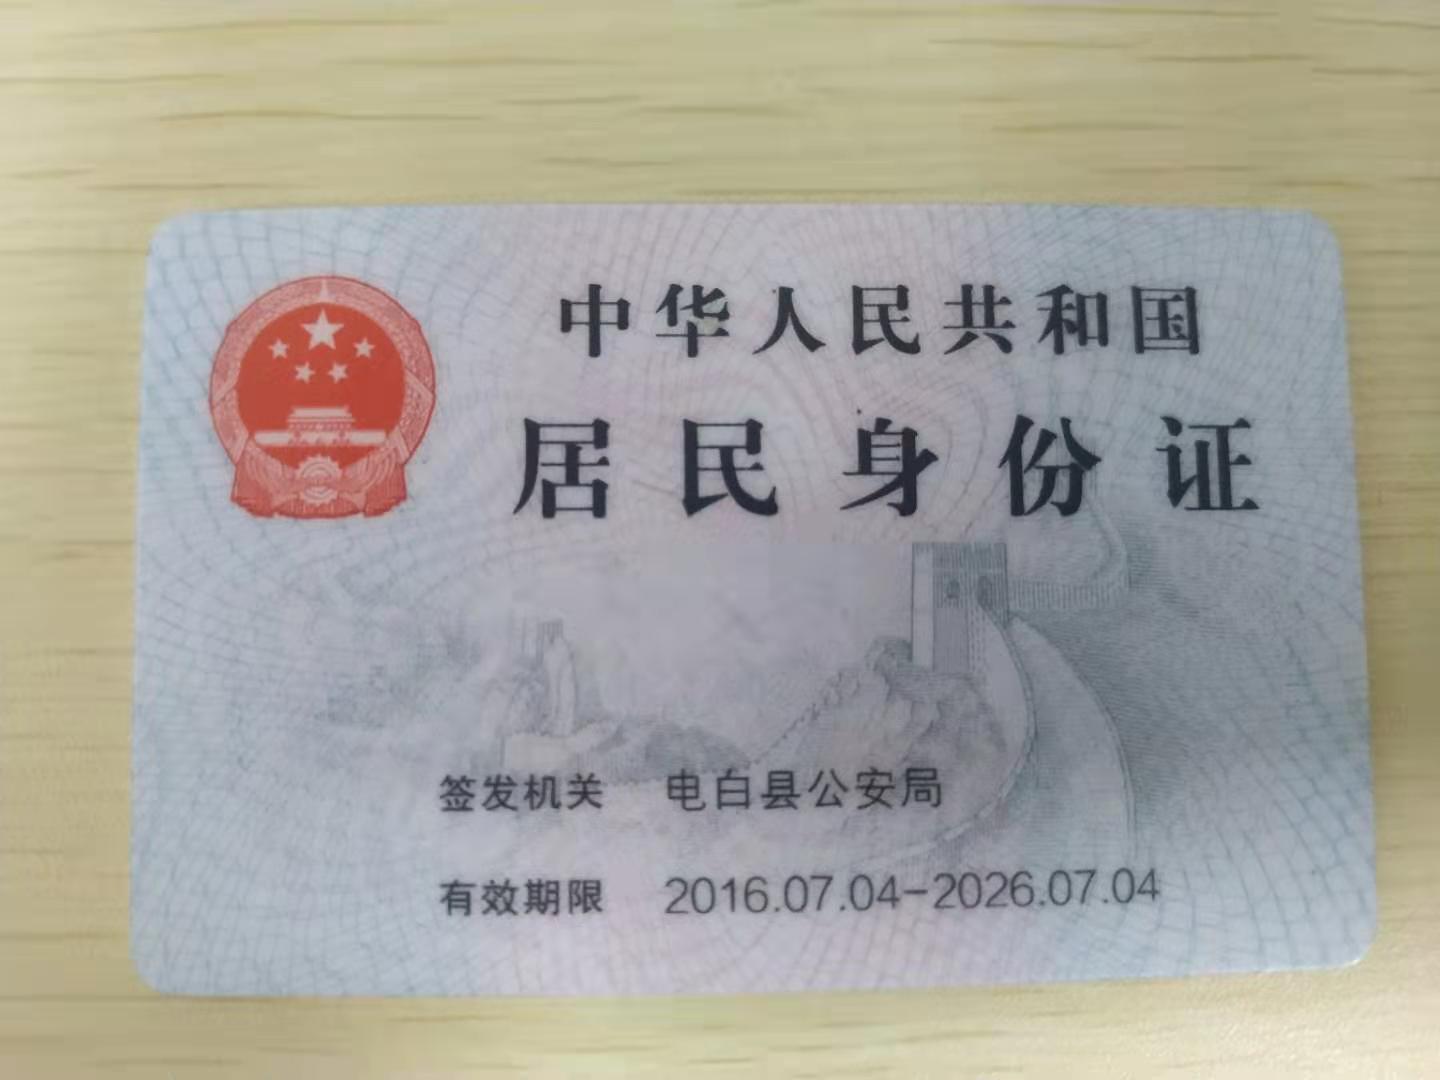 中华人民共和国
居民身份证
签发机关 电白县公安局
有效期限 2016.07.04-2026.07.04